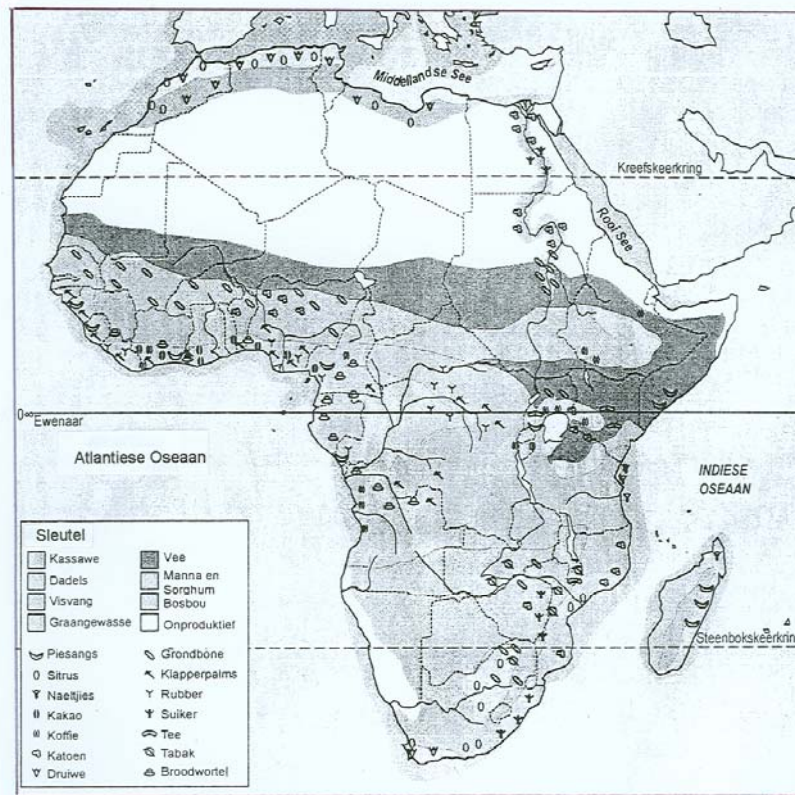 Middellandse See
Kreefskeerkring
Rooi See
0° Ewenaar
Atlantiese Oseaan
INDIESE
OSEAAN
Steenbokskeerkring
Sleutel
Kassawe
Dadels
Visvang
Graangewasse
Vee
Manna en
Sorghum
Bosbou
Onproduktief
Piesangs
Sitrus
Naeltjies
Kakao
Koffie
Katoen
Druiwe
Grondbone
Klapperpalms
Rubber
Suiker
Tee
Tabak
Broodwortel